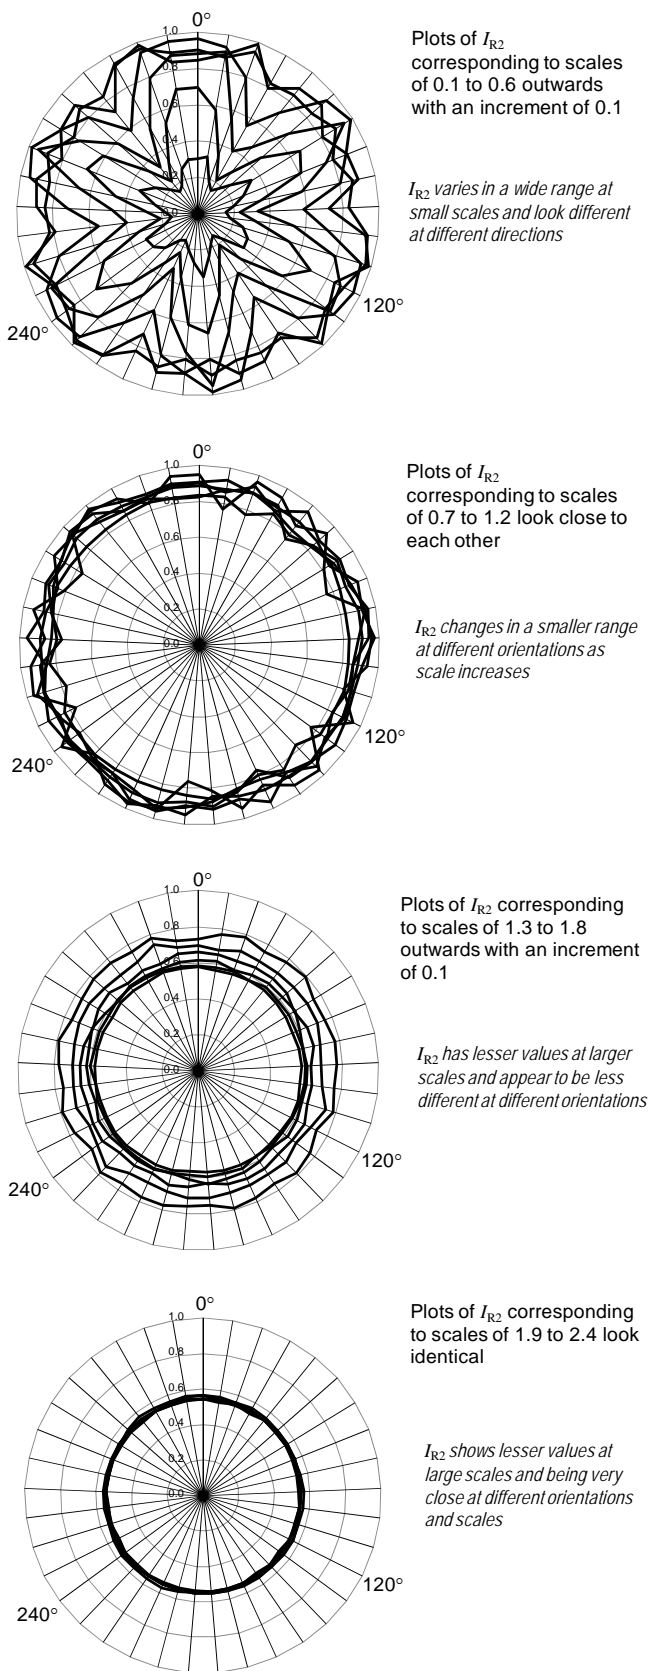 0°
1.0
0.8
0.6
0.4
0.2
0.0
120°
240°
Plots of I_R2
corresponding to scales
of 0.1 to 0.6 outwards
with an increment of 0.1
I_R2 varies in a wide range at
small scales and look different
at different directions
0°
1.0
0.8
0.6
0.4
0.2
0.0
120°
240°
Plots of I_R2
corresponding to scales
of 0.7 to 1.2 look close to
each other
I_R2 changes in a smaller range
at different orientations as
scale increases
0°
1.0
0.8
0.6
0.4
0.2
0.0
120°
240°
Plots of I_R2 corresponding
to scales of 1.3 to 1.8
outwards with an increment
of 0.1
I_R2 has lesser values at larger
scales and appear to be less
different at different orientations
0°
1.0
0.8
0.6
0.4
0.2
0.0
120°
240°
Plots of I_R2 corresponding
to scales of 1.9 to 2.4 look
identical
I_R2 shows lesser values at
large scales and being very
close at different orientations
and scales